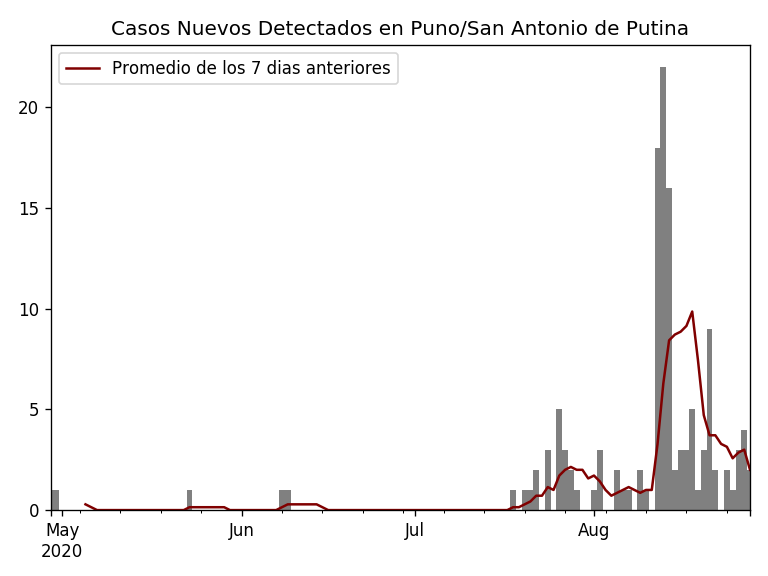 Casos Nuevos Detectados en Puno/San Antonio de Putina
Promedio de los 7 dias anteriores
20
15
10
5
0
May Jun Jul Aug
2020